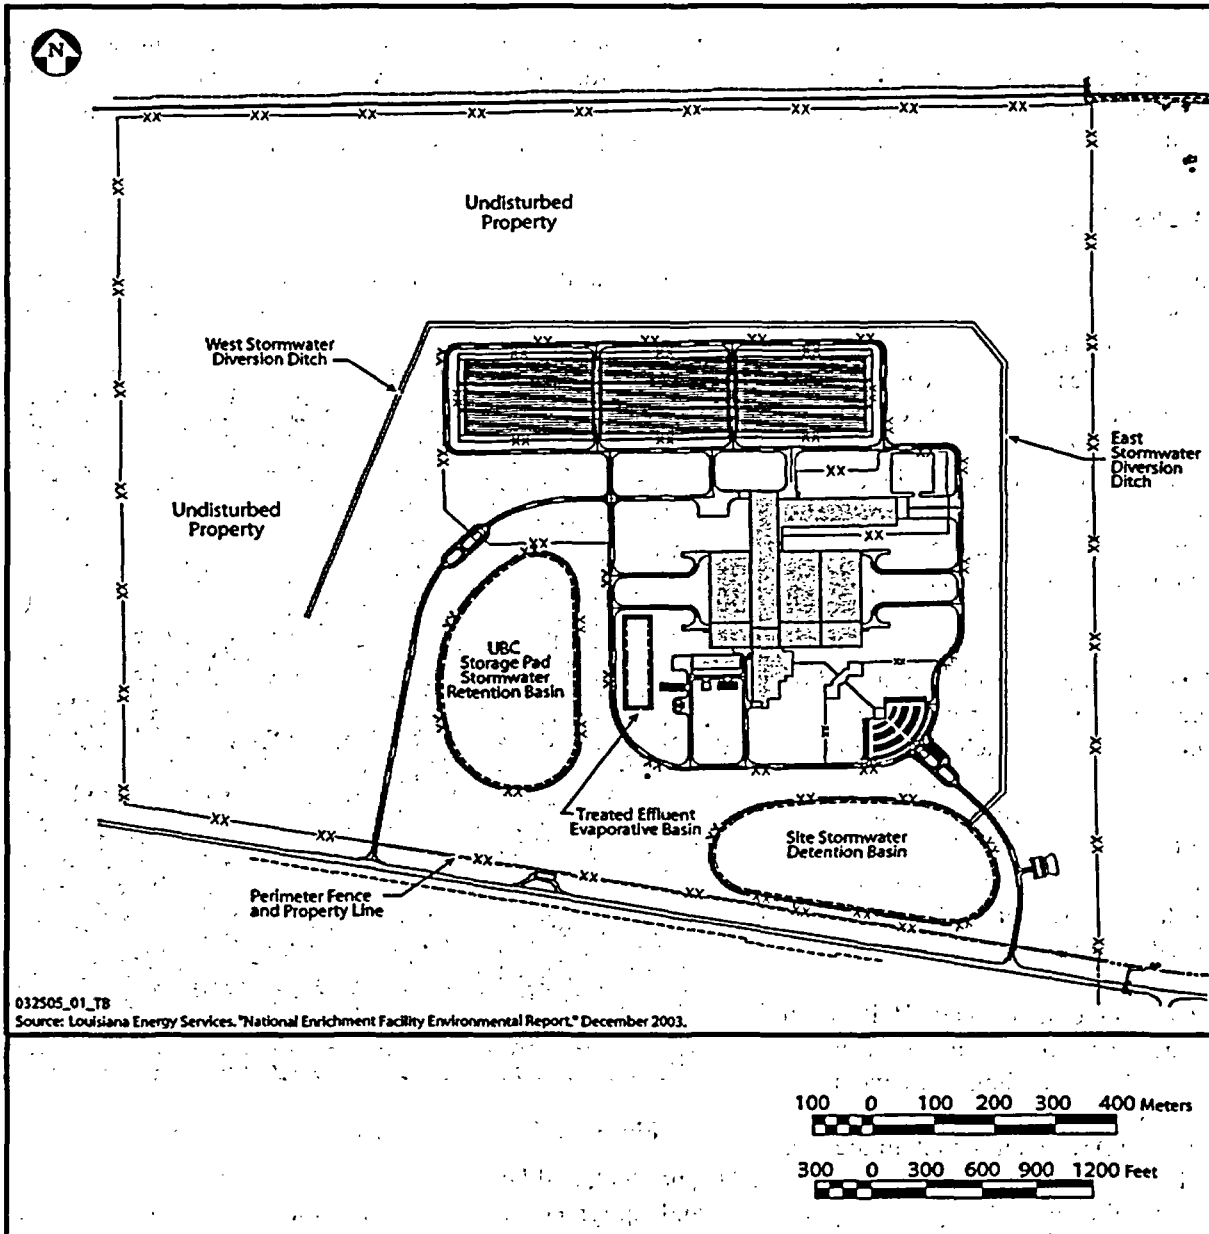 N
Undisturbed
Property
West Stormwater
Diversion Ditch
East
Stormwater
Diversion
Ditch
Undisturbed
Property
UBC
Storage Pad
Stormwater
Retention Basin
Treated Effluent
Evaporative Basin
Site Stormwater
Detention Basin
Perimeter Fence
and Property Line
032505_01_TB
Source: Louisiana Energy Services. "National Enrichment Facility Environmental Report." December 2003.
100 0 100 200 300 400 Meters
300 0 300 600 900 1200 Feet